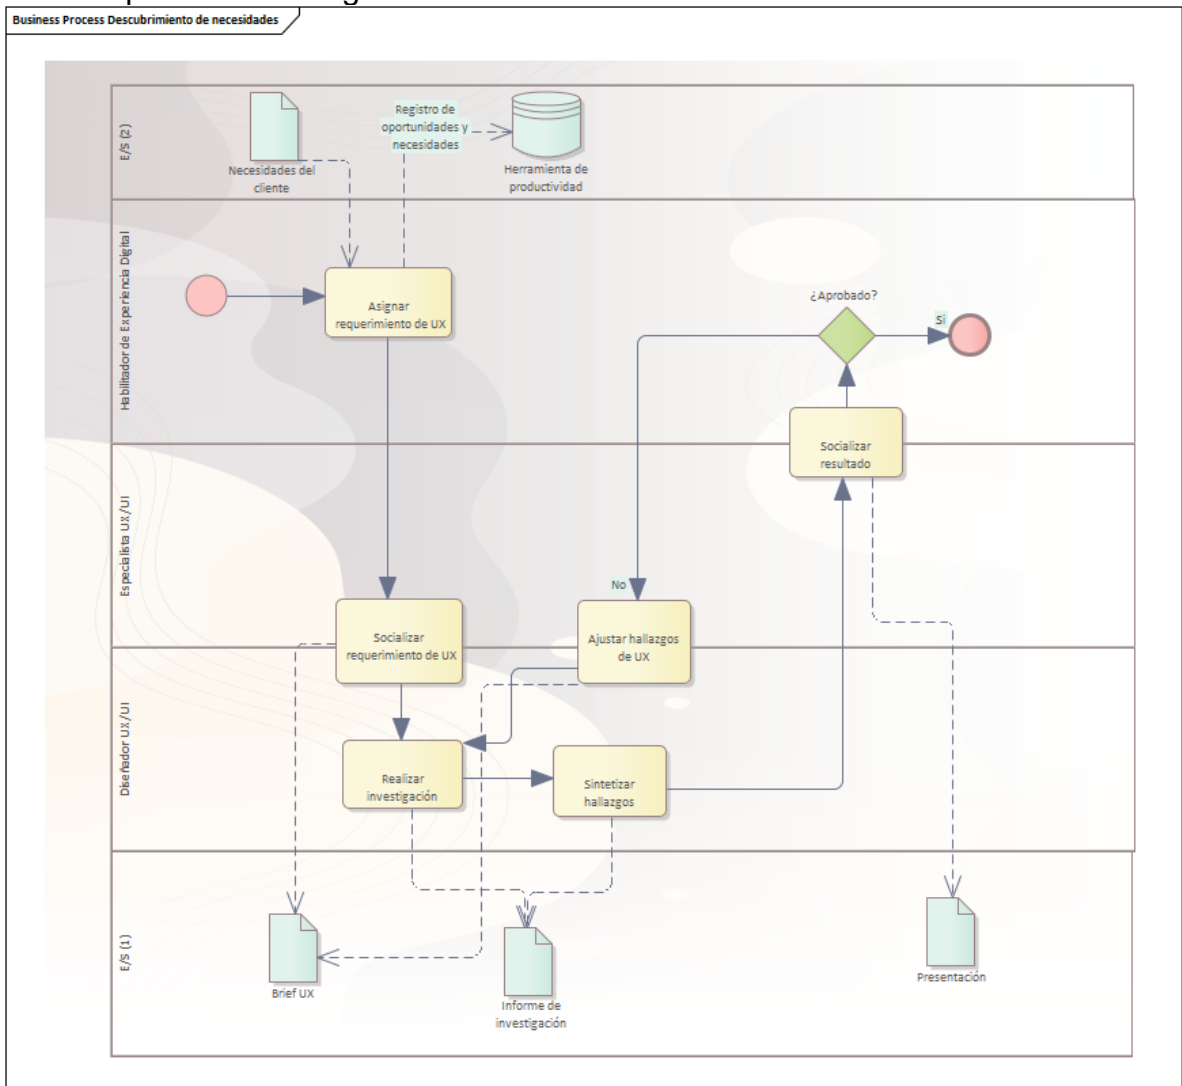 Business Process Descubrimiento de necesidades
E/S (2)
Necesidades del
cliente
Registro de
oportunidades y
necesidades
Herramienta de
productividad
Habilitador de Experiencia Digital
Asignar
requerimiento de UX
¿Aprobado?
Si
Socializar
resultado
Especialista UX/UI
No
Socializar
requerimiento de UX
Ajustar hallazgos
de UX
Diseñador UX/UI
Realizar
investigación
Sintetizar
hallazgos
E/S (1)
Brief UX
Informe de
investigación
Presentación